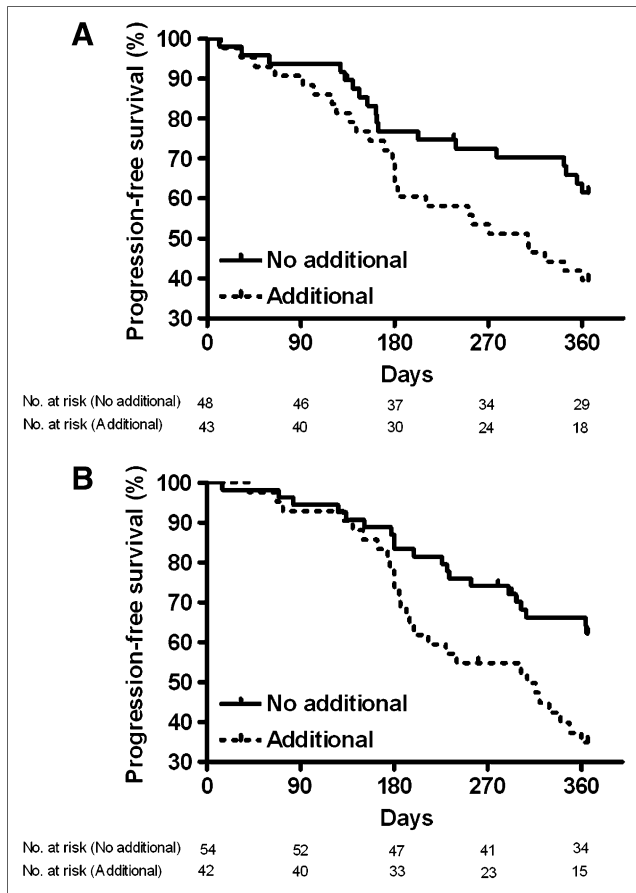 A
Progression-free survival (%)
100
90
80
70
60
50
40
30
No additional
Additional
0 90 180 270 360
Days
No. at risk (No additional) 48 46 37 34 29
No. at risk (Additional) 43 40 30 24 18
B
Progression-free survival (%)
100
90
80
70
60
50
40
30
No additional
Additional
0 90 180 270 360
Days
No. at risk (No additional) 54 52 47 41 34
No. at risk (Additional) 42 40 33 23 15